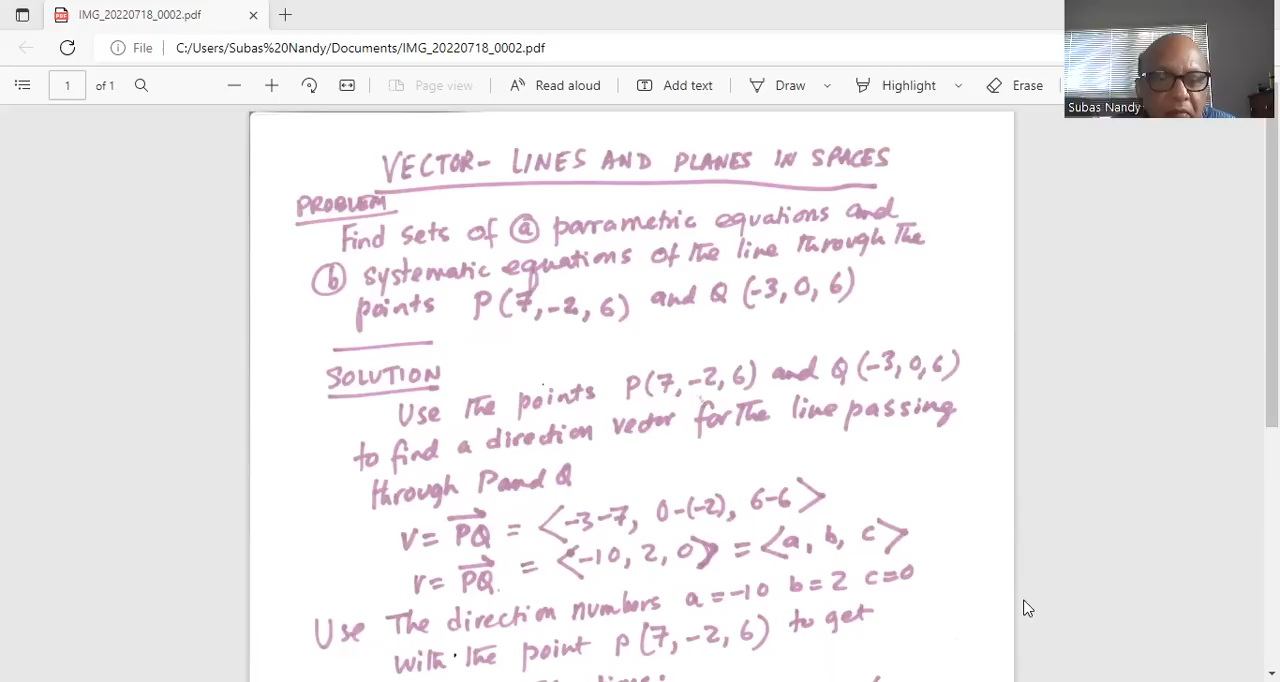 IMG_20220718_0002.pdf
File
C:/Users/Subas%20Nandy/Documents/IMG_20220718_0002.pdf
1 of 1
Page view
Read aloud
Add text
Draw
Highlight
Erase
Subas Nandy
VECTOR- LINES AND PLANES IN SPACES
PROBLEM
Find sets of ⓐ parrametric equations and
ⓑ systematic equations of the line through the
points P(7,-2,6) and Q (-3,0,6)
SOLUTION
Use the points P(7,-2,6) and Q(-3,0,6)
to find a direction vector for the line passing
through P and Q
v= PQ = <-3-7, 0-(-2), 6-6>
v= PQ. = <-10, 2, 0> = <a, b, c>
Use the direction numbers a=-10 b=2 c=0
with the point P(7,-2,6) to get